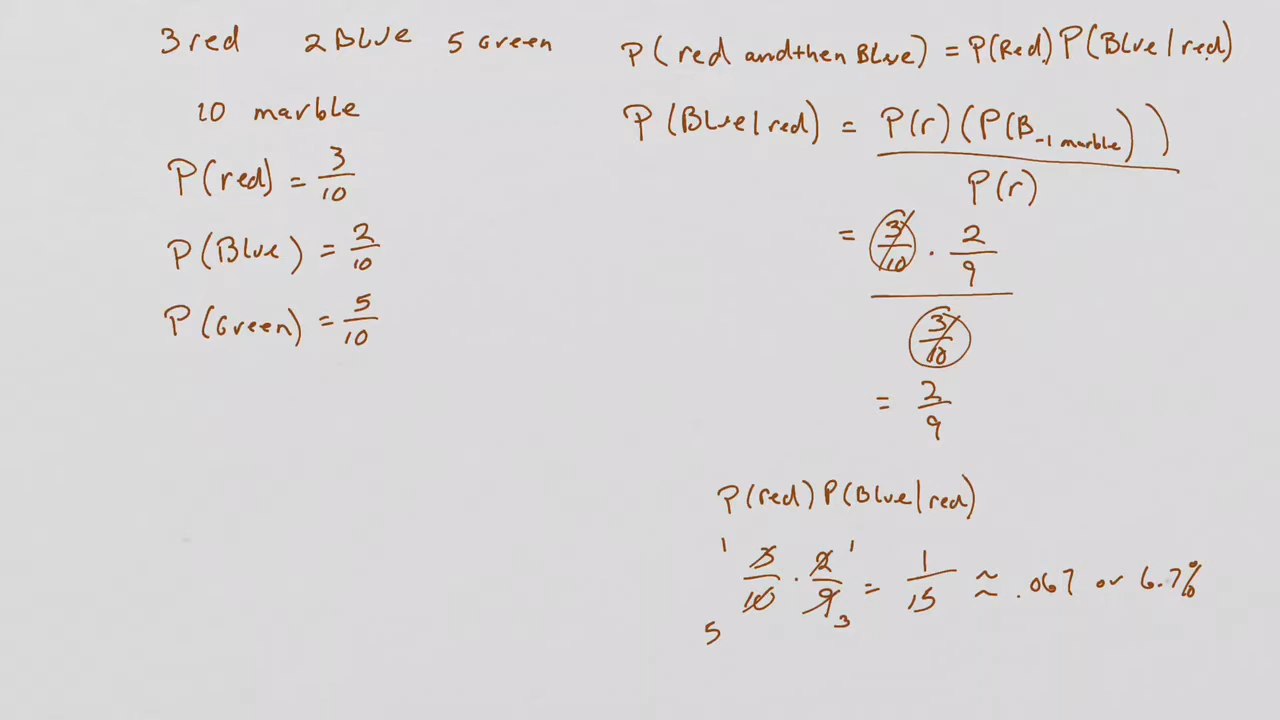 3 red 2 Blue 5 Green
10 marble
P(red) = 3/10
P(Blue) = 2/10
P(Green) = 5/10
P(red and then Blue) = P(Red) P(Blue|red)
P(Blue|red) = P(r)(P(B-1 marble))
P(r)
= 3/10 · 2/9
3/10
= 2/9
P(red) P(Blue|red)
1 1
3/10 · 2/9 = 1/15 ≈ .067 or 6.7%
5 3